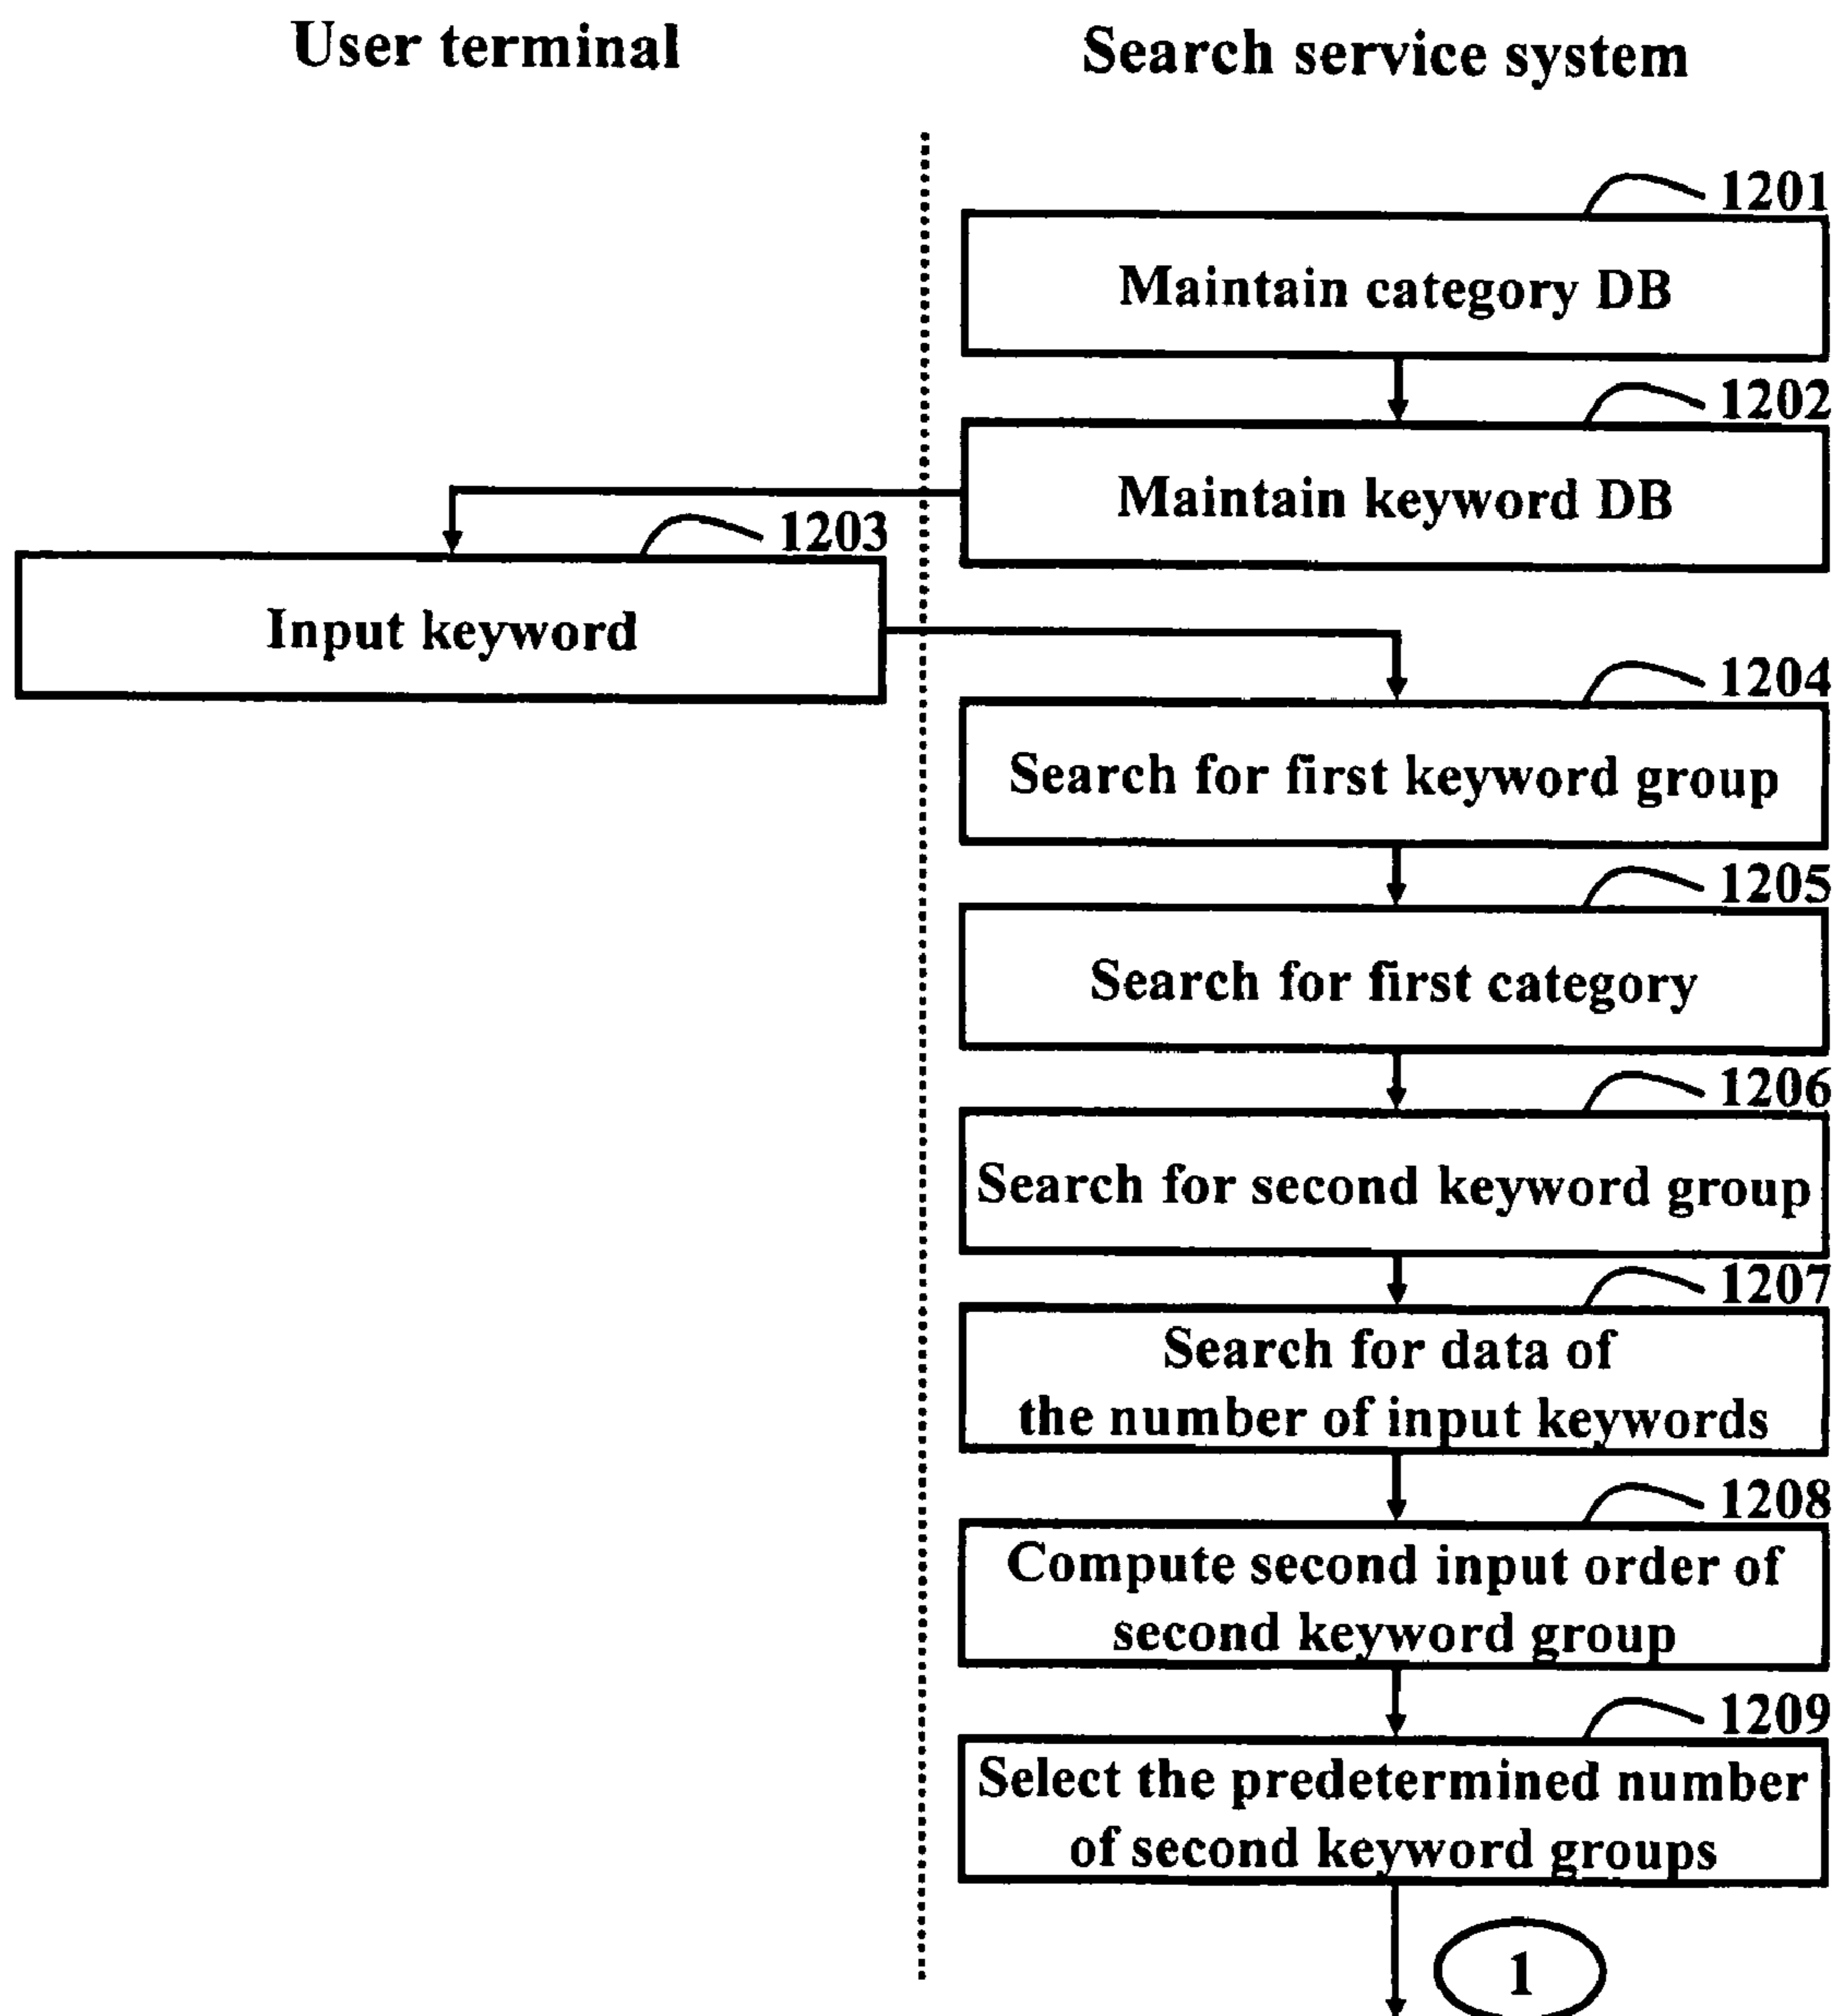 User terminal
Search service system
1201
Maintain category DB
1202
Maintain keyword DB
1203
Input keyword
1204
Search for first keyword group
1205
Search for first category
1206
Search for second keyword group
1207
Search for data of
the number of input keywords
1208
Compute second input order of
second keyword group
1209
Select the predetermined number
of second keyword groups
1